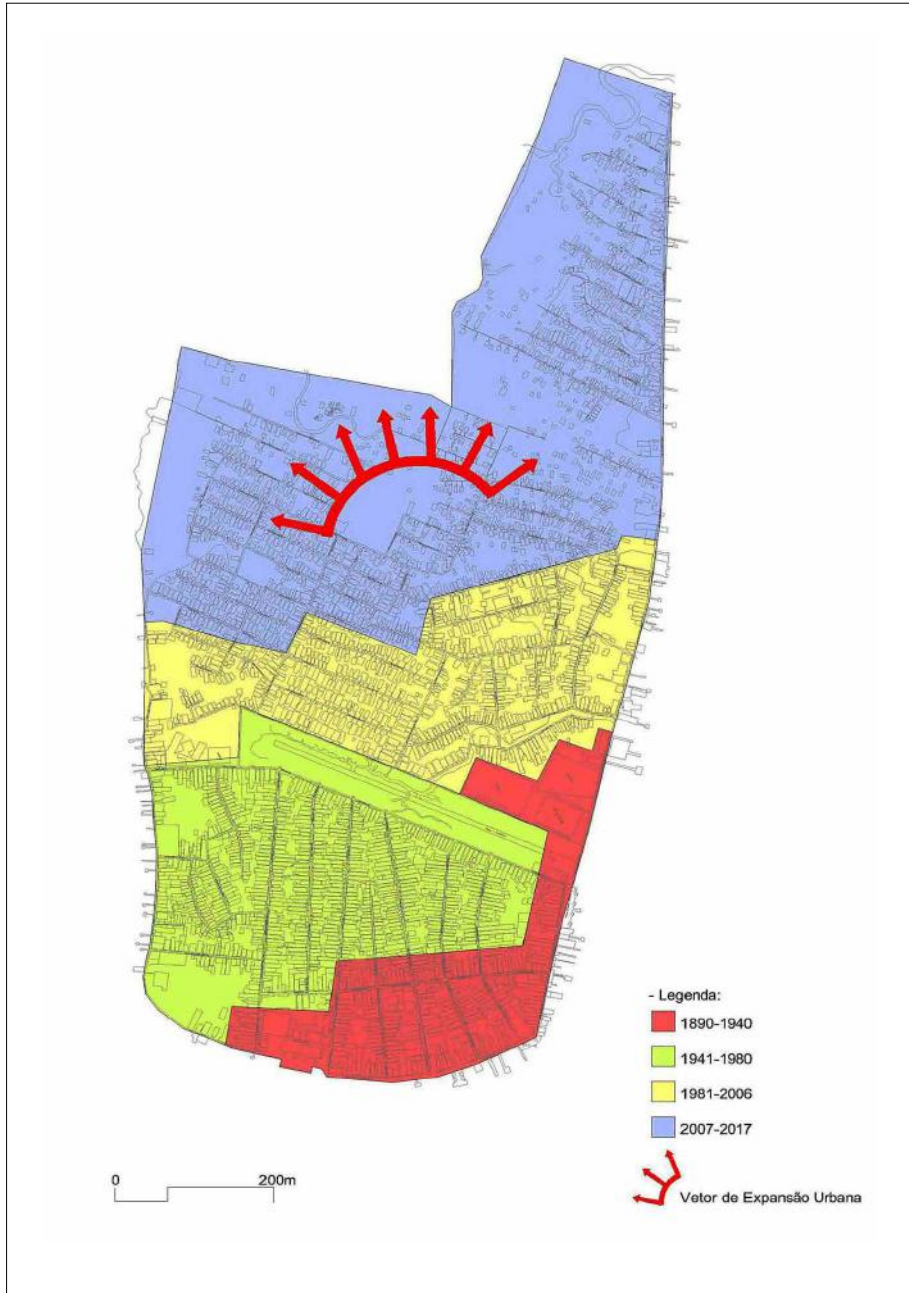 - Legenda:
1890-1940
1941-1980
1981-2006
2007-2017
0 200m
Vetor de Expansão Urbana